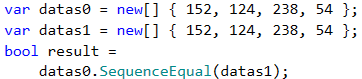 var datas0 = new[] { 152, 124, 238, 54 };
var datas1 = new[] { 152, 124, 238, 54 };
bool result =
    datas0.SequenceEqual(datas1);